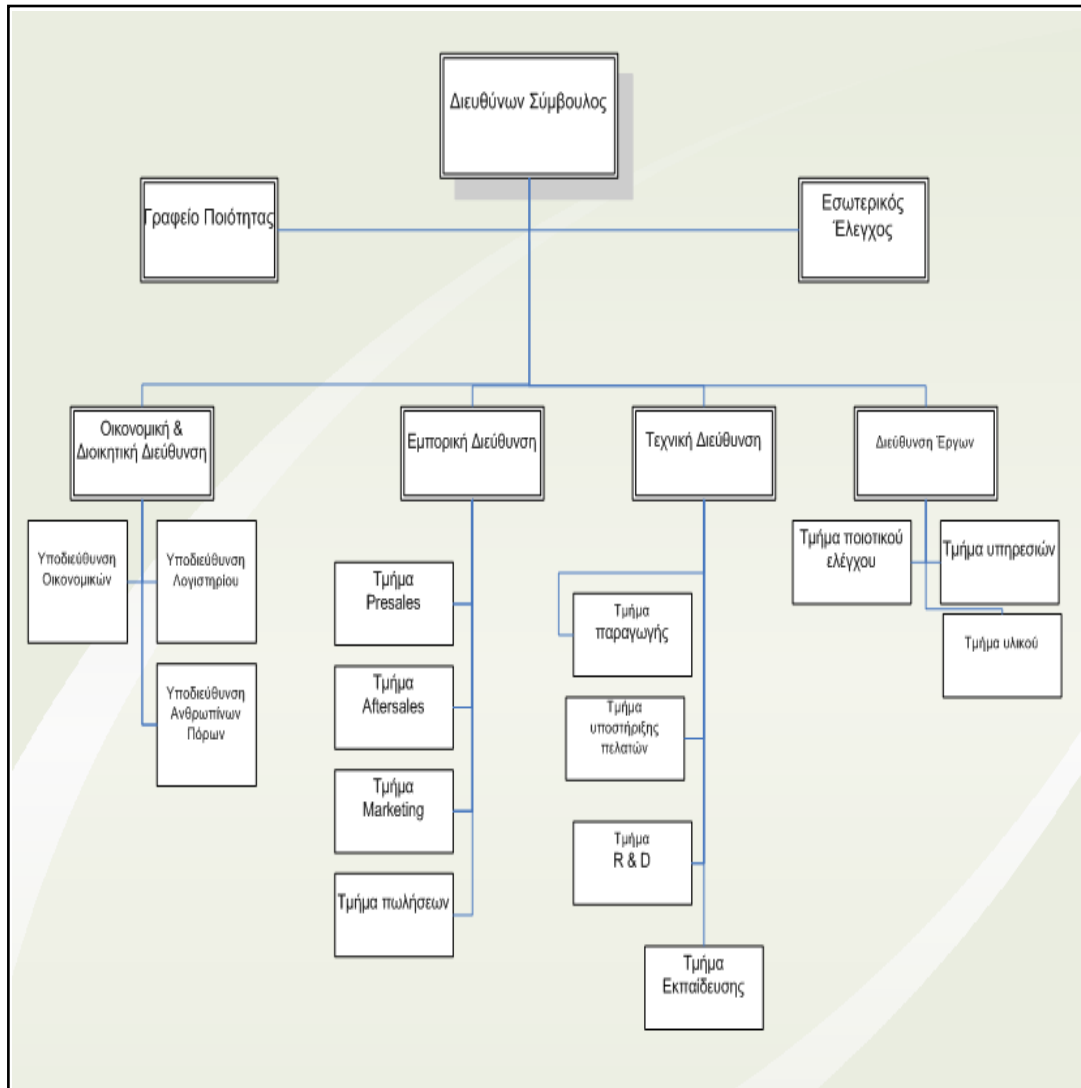 Διευθύνων Σύμβουλος
Γραφείο Ποιότητας
Εσωτερικός
Έλεγχος
Οικονομική &
Διοικητική Διεύθυνση
Εμπορική Διεύθυνση
Τεχνική Διεύθυνση
Διεύθυνση Έργων
Υποδιεύθυνση
Οικονομικών
Υποδιεύθυνση
Λογιστηρίου
Υποδιεύθυνση
Ανθρωπίνων
Πόρων
Τμήμα
Presales
Τμήμα
Aftersales
Τμήμα
Marketing
Τμήμα πωλήσεων
Τμήμα
παραγωγής
Τμήμα
υποστήριξης
πελατών
Τμήμα
R & D
Τμήμα
Εκπαίδευσης
Τμήμα ποιοτικού
ελέγχου
Τμήμα υπηρεσιών
Τμήμα υλικού